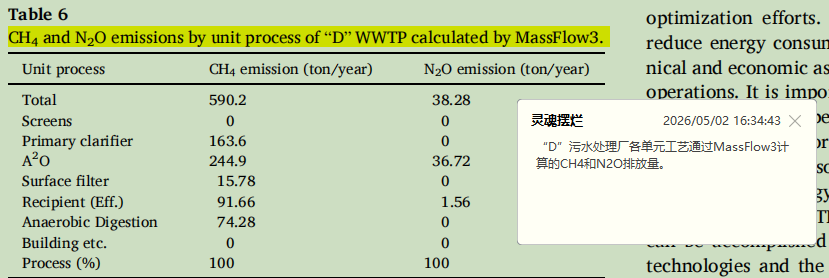 Table 6
CH₄ and N₂O emissions by unit process of “D” WWTP calculated by MassFlow3.
Unit process CH₄ emission (ton/year) N₂O emission (ton/year)
Total 590.2 38.28
Screens 0 0
Primary clarifier 163.6 0
A²O 244.9 36.72
Surface filter 15.78 0
Recipient (Eff.) 91.66 1.56
Anaerobic Digestion 74.28 0
Building etc. 0 0
Process (%) 100 100
灵魂摆烂 2026/05/02 16:34:43
“D”污水处理厂各单元工艺通过MassFlow3计
算的CH4和N2O排放量。
optimization efforts.
reduce energy consum
nical and economic as
operations. It is impor
technologies and the